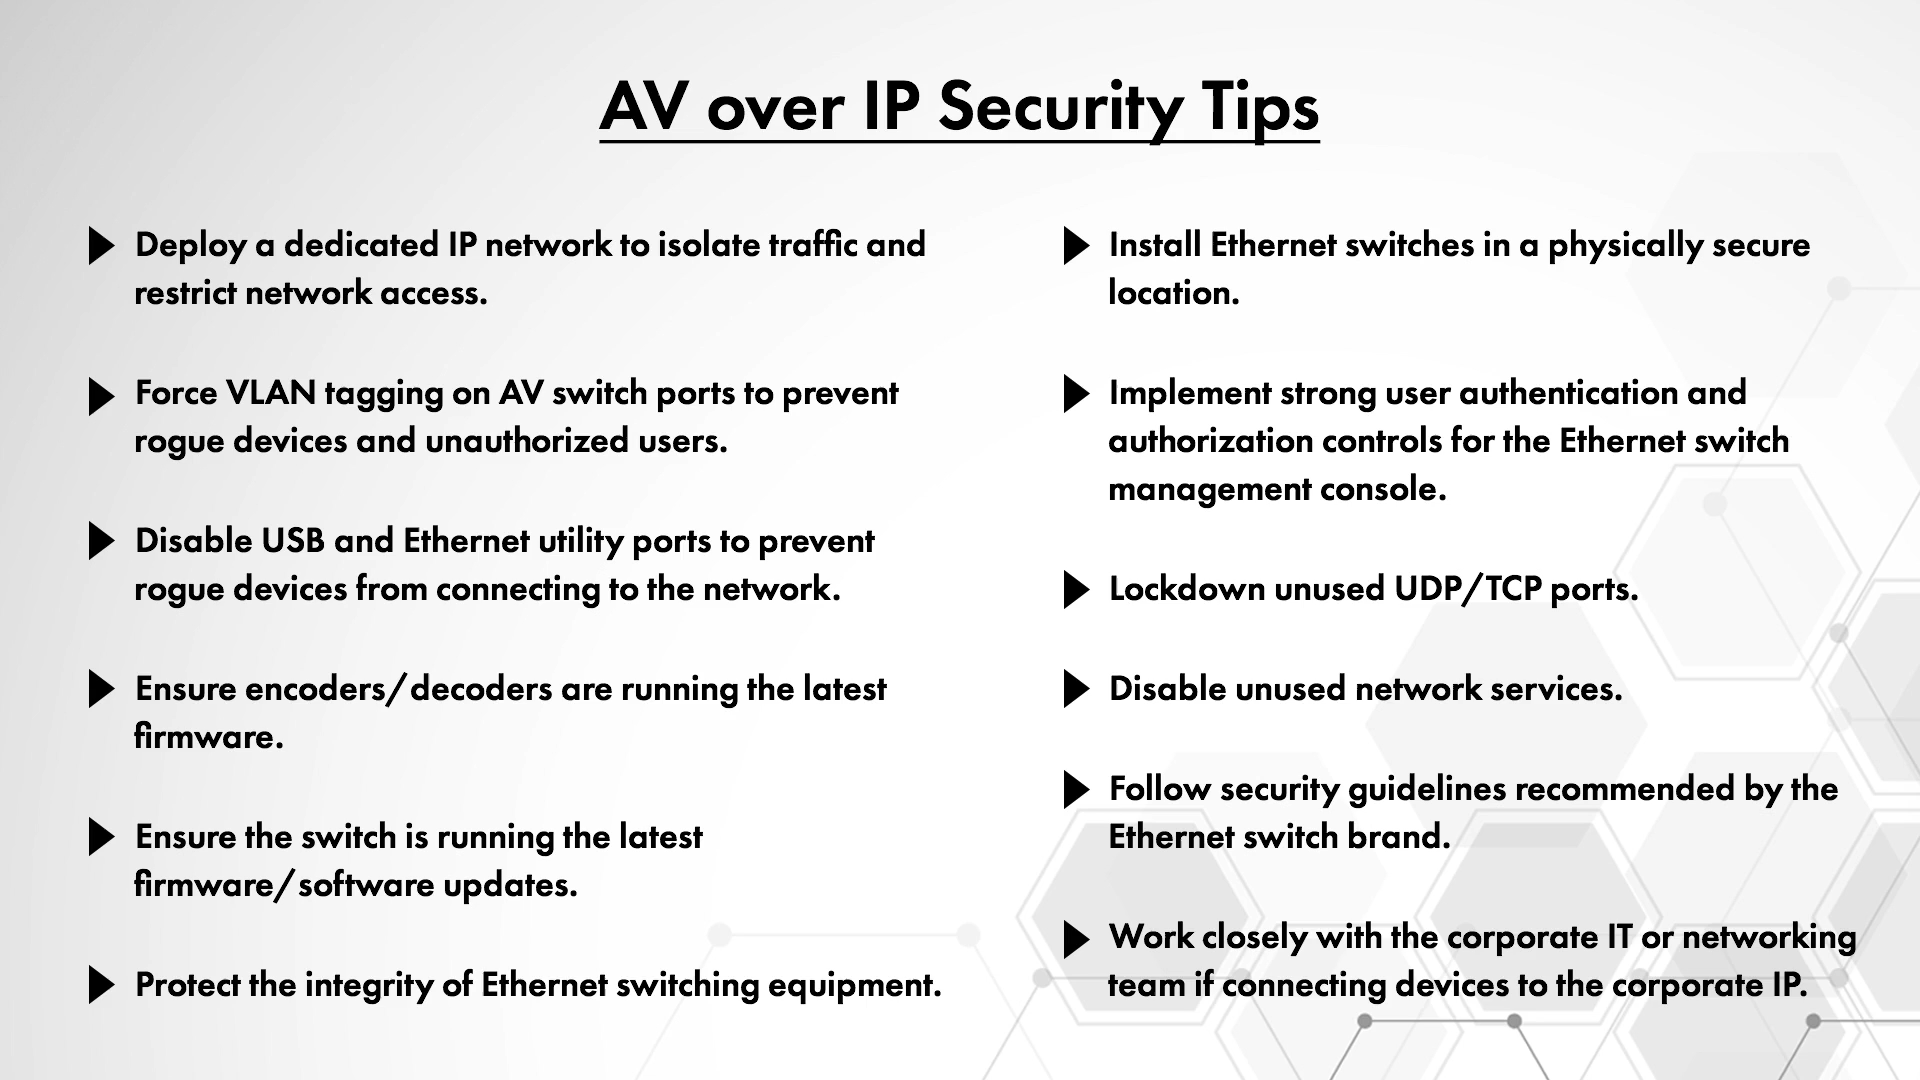 AV over IP Security Tips
Deploy a dedicated IP network to isolate traffic and
restrict network access.
Force VLAN tagging on AV switch ports to prevent
rogue devices and unauthorized users.
Disable USB and Ethernet utility ports to prevent
rogue devices from connecting to the network.
Ensure encoders/decoders are running the latest
firmware.
Ensure the switch is running the latest
firmware/software updates.
Protect the integrity of Ethernet switching equipment.
Install Ethernet switches in a physically secure
location.
Implement strong user authentication and
authorization controls for the Ethernet switch
management console.
Lockdown unused UDP/TCP ports.
Disable unused network services.
Follow security guidelines recommended by the
Ethernet switch brand.
Work closely with the corporate IT or networking
team if connecting devices to the corporate IP.